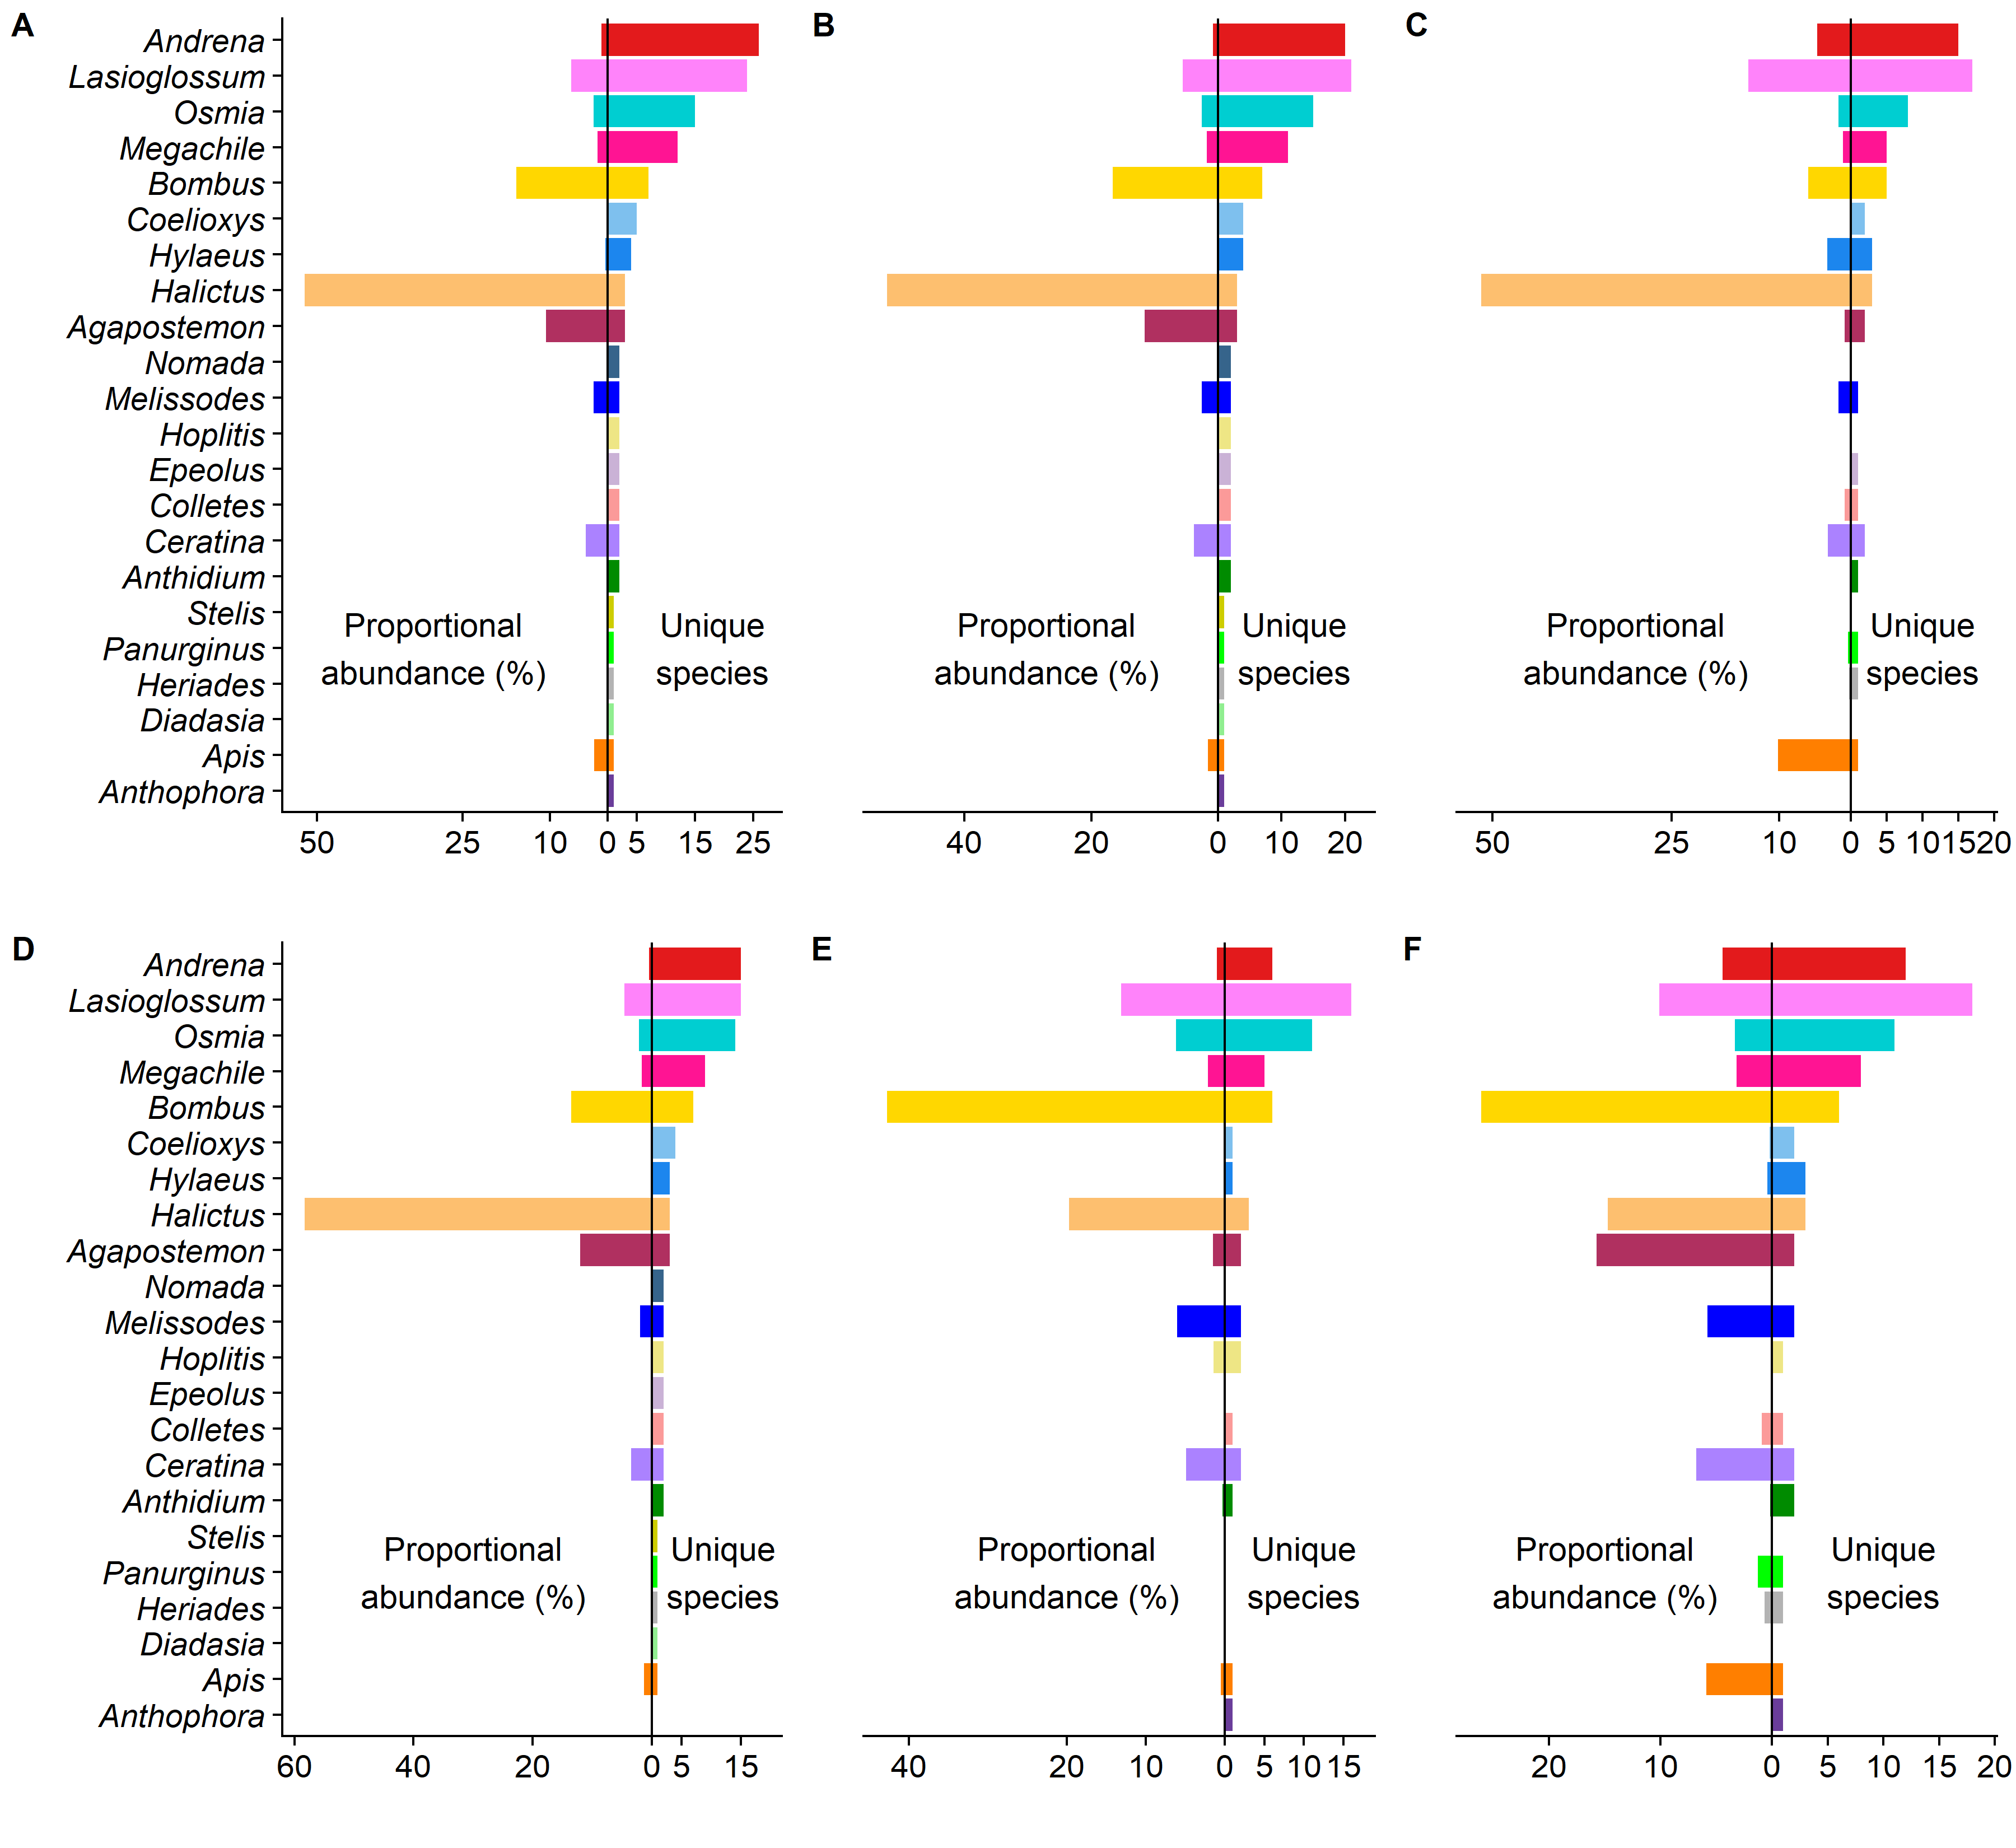 A
B
C
Andrena
Lasioglossum
Osmia
Megachile
Bombus
Coelioxys
Hylaeus
Halictus
Agapostemon
Nomada
Melissodes
Hoplitis
Epeolus
Colletes
Ceratina
Anthidium
Stelis
Panurginus
Heriades
Diadasia
Apis
Anthophora
Proportional
abundance (%)
Unique
species
Proportional
abundance (%)
Unique
species
Proportional
abundance (%)
Unique
species
50 25 10 0 5 15 25
40 20 0 10 20
50 25 10 0 5 10 15 20
D
E
F
Andrena
Lasioglossum
Osmia
Megachile
Bombus
Coelioxys
Hylaeus
Halictus
Agapostemon
Nomada
Melissodes
Hoplitis
Epeolus
Colletes
Ceratina
Anthidium
Stelis
Panurginus
Heriades
Diadasia
Apis
Anthophora
Proportional
abundance (%)
Unique
species
Proportional
abundance (%)
Unique
species
Proportional
abundance (%)
Unique
species
60 40 20 0 5 15
40 20 10 0 5 10 15
20 10 0 5 10 15 20